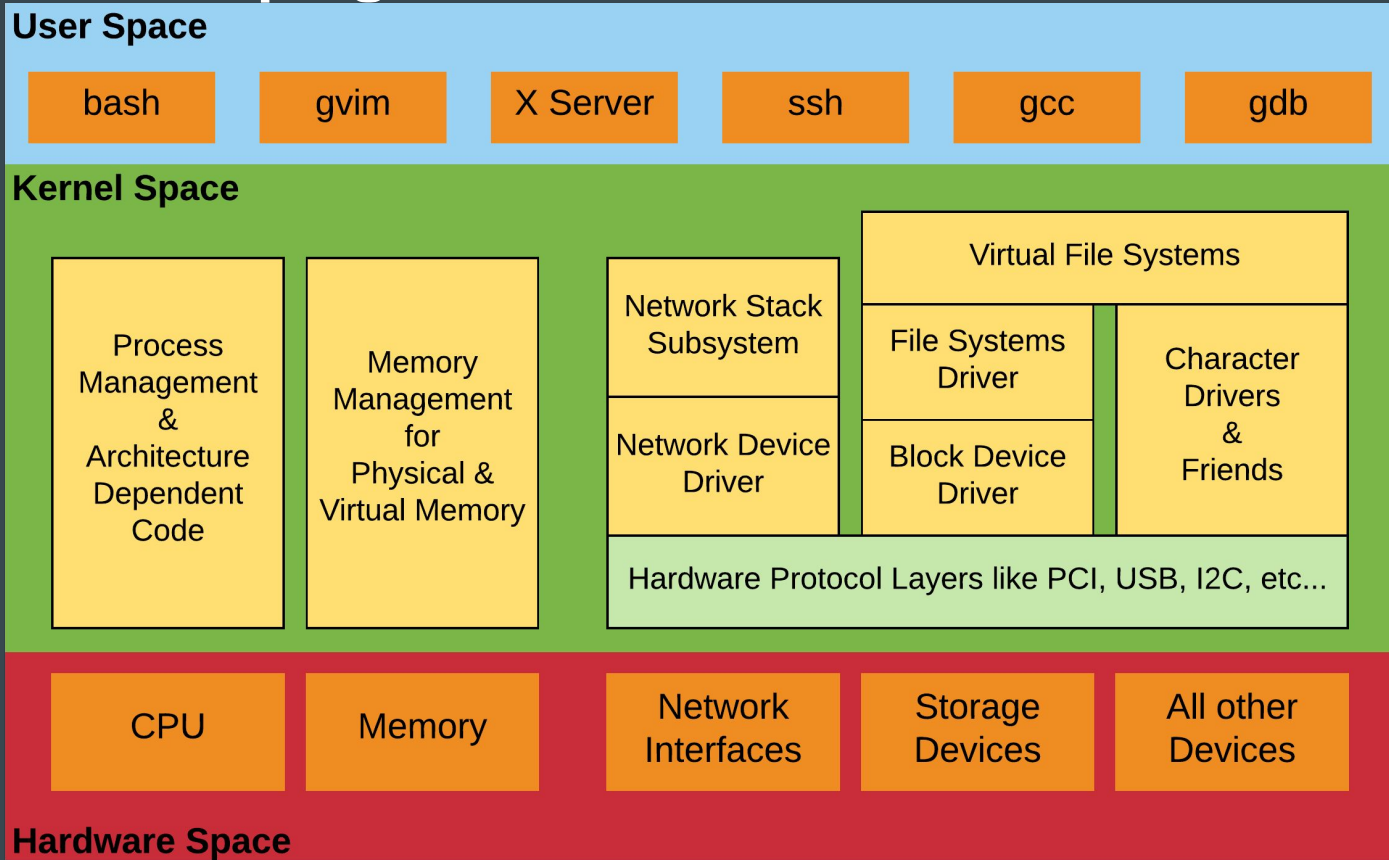 User Space
bash
gvim
X Server
ssh
gcc
gdb
Kernel Space
Process
Management
&
Architecture
Dependent
Code
Memory
Management
for
Physical &
Virtual Memory
Network Stack
Subsystem
Network Device
Driver
Virtual File Systems
File Systems
Driver
Block Device
Driver
Character
Drivers
&
Friends
Hardware Protocol Layers like PCI, USB, I2C, etc...
CPU
Memory
Network
Interfaces
Storage
Devices
All other
Devices
Hardware Space